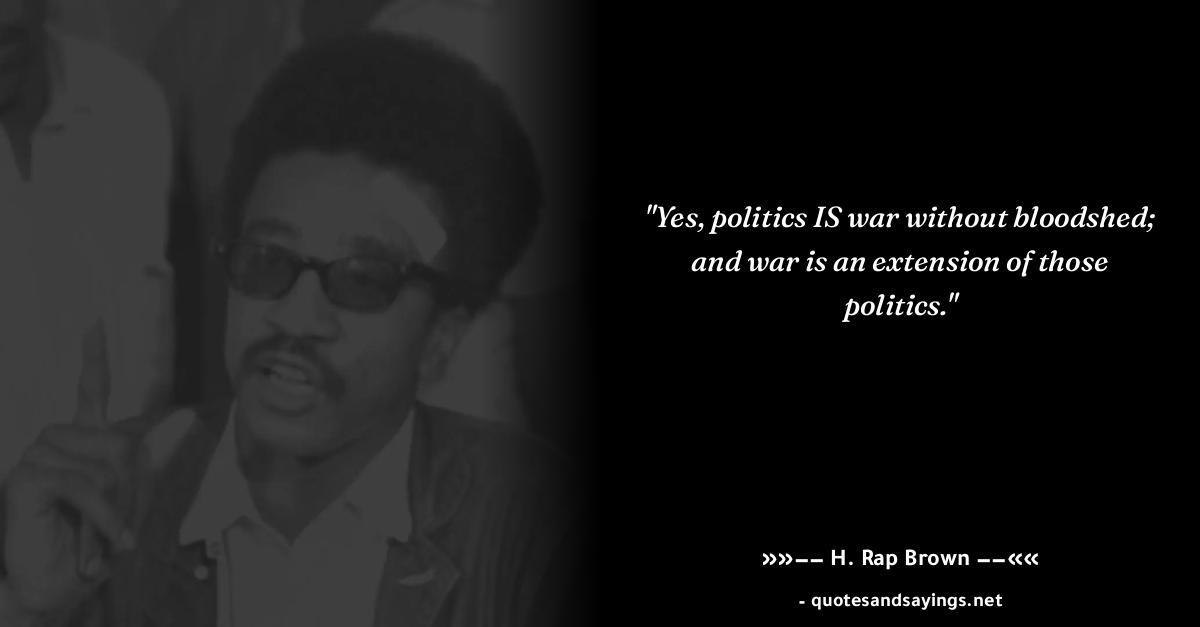 "Yes, politics IS war without bloodshed;
and war is an extension of those
politics."
»»–– H. Rap Brown ––««
- quotesandsayings.net